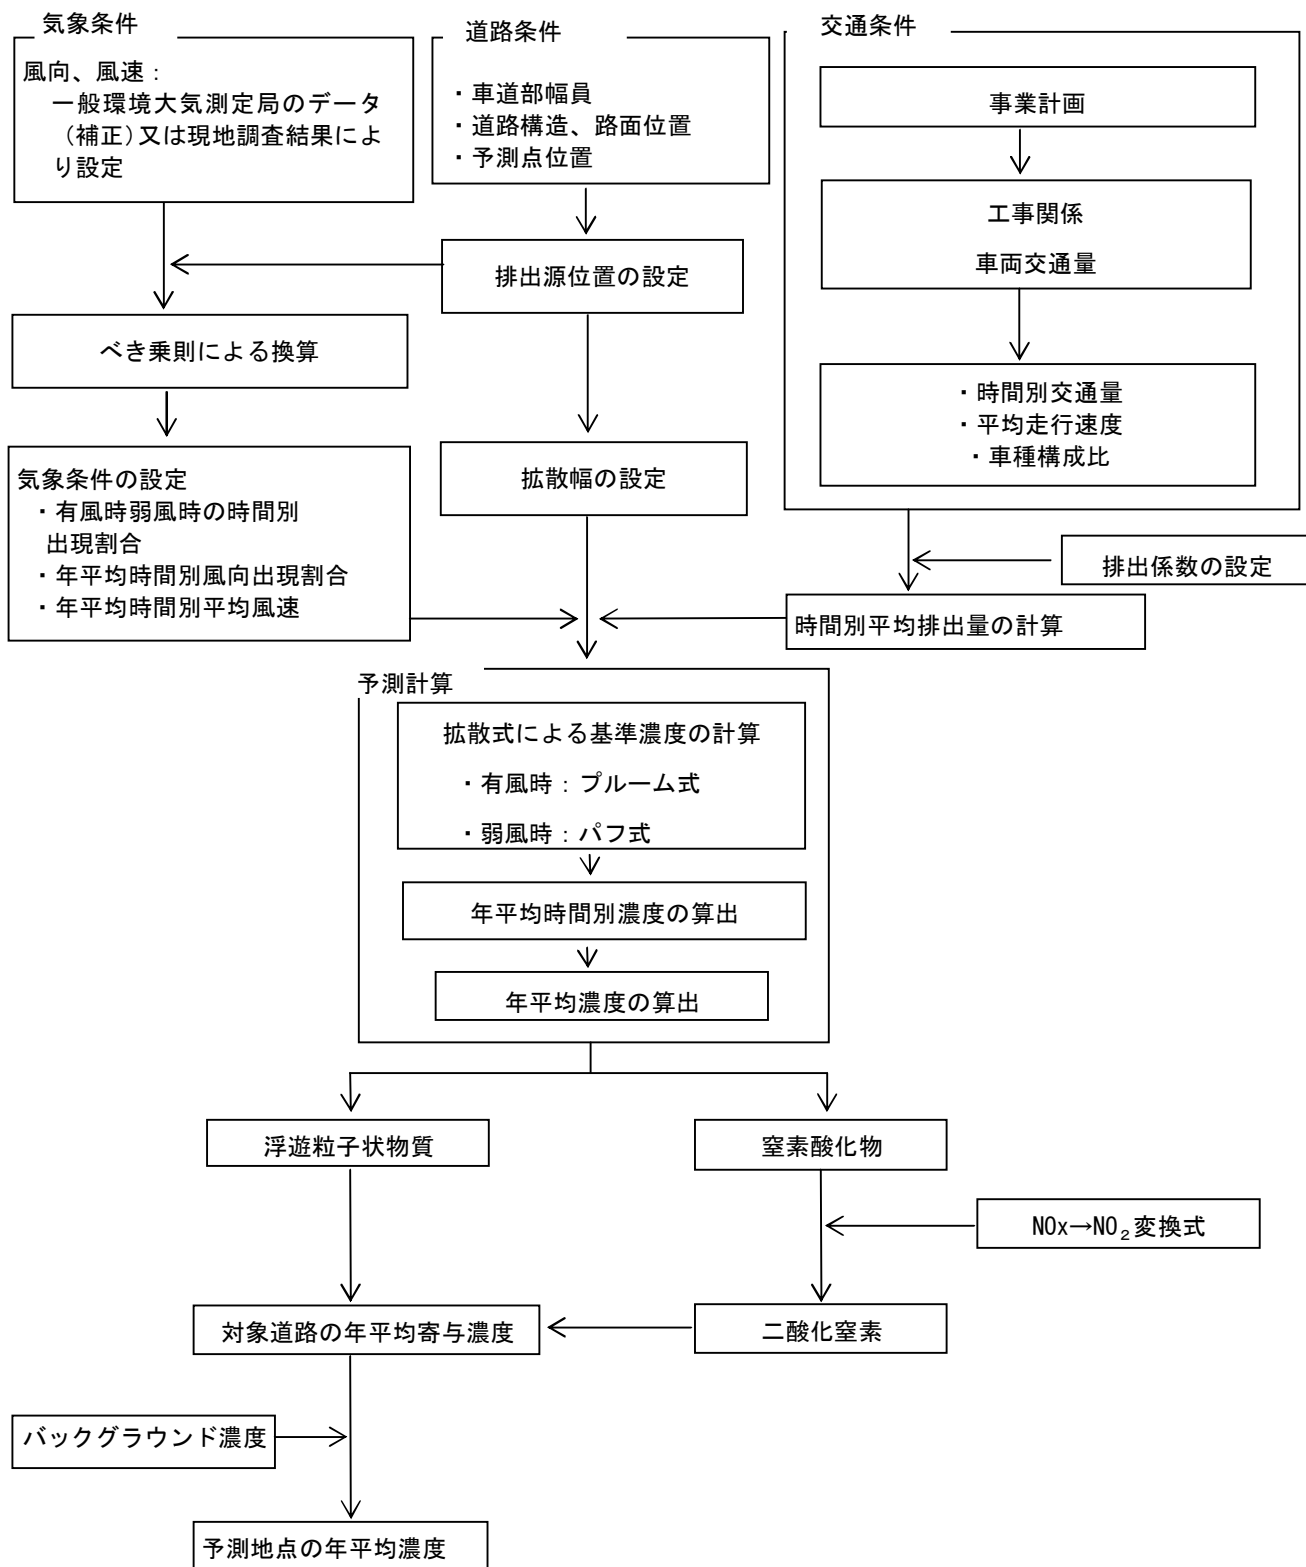 気象条件
風向、風速：
一般環境大気測定局のデータ
（補正）又は現地調査結果によ
り設定
道路条件
・車道部幅員
・道路構造、路面位置
・予測点位置
交通条件
事業計画
工事関係
車両交通量
・時間別交通量
・平均走行速度
・車種構成比
排出源位置の設定
べき乗則による換算
気象条件の設定
・有風時弱風時の時間別
出現割合
・年平均時間別風向出現割合
・年平均時間別平均風速
拡散幅の設定
排出係数の設定
時間別平均排出量の計算
予測計算
拡散式による基準濃度の計算
・有風時：プルーム式
・弱風時：パフ式
年平均時間別濃度の算出
年平均濃度の算出
浮遊粒子状物質
窒素酸化物
NOx→NO₂変換式
対象道路の年平均寄与濃度
二酸化窒素
バックグラウンド濃度
予測地点の年平均濃度